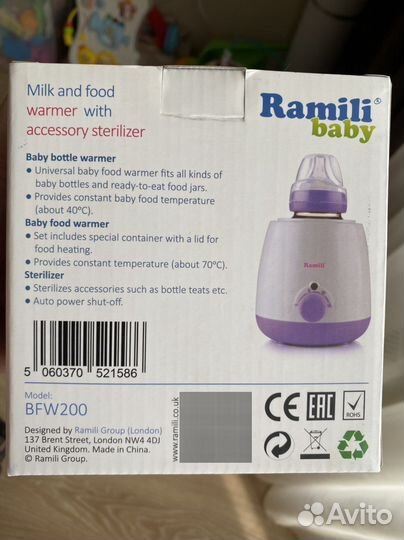 Milk and food
warmer with
accessory sterilizer
Ramili®
baby
Baby bottle warmer
• Universal baby food warmer fits all kinds of
baby bottles and ready-to-eat food jars.
• Provides constant baby food temperature
(about 40°C).
Baby food warmer
• Set includes special container with a lid for
food heating.
• Provides constant temperature (about 70°C).
Sterilizer
• Sterilizes accessories such as bottle teats etc.
• Auto power shut-off.
Ramili
5 060370 521586
Model:
BFW200
Designed by Ramili Group (London)
137 Brent Street, London NW4 4DJ
United Kingdom. Made in China.
© Ramili Group.
www.ramili.co.uk
CE EAC ROHS
Avito